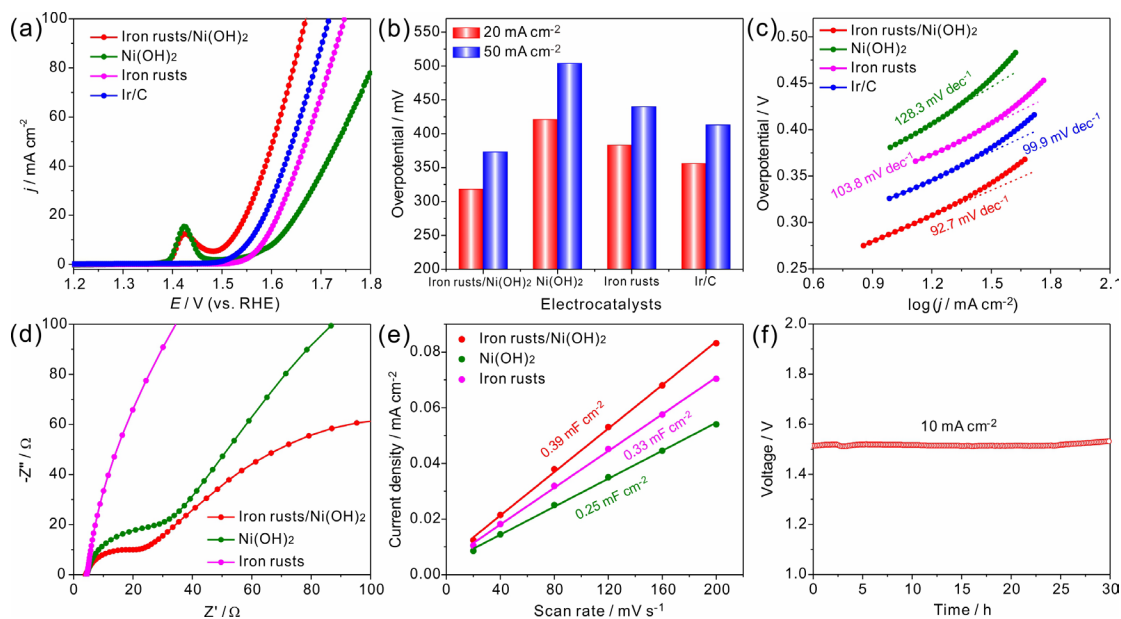 (a)
Iron rusts/Ni(OH)₂
Ni(OH)₂
Iron rusts
Ir/C
100
80
60
40
20
0
j / mA cm⁻²
1.2 1.3 1.4 1.5 1.6 1.7 1.8
E / V (vs. RHE)
(b)
20 mA cm⁻²
50 mA cm⁻²
600
550
500
450
400
350
300
250
200
Overpotential / mV
Iron rusts/Ni(OH)₂ Ni(OH)₂ Iron rusts Ir/C
Electrocatalysts
(c)
Iron rusts/Ni(OH)₂
Ni(OH)₂
Iron rusts
Ir/C
0.50
0.45
0.40
0.35
0.30
0.25
Overpotential / V
128.3 mV dec⁻¹
103.8 mV dec⁻¹
99.9 mV dec⁻¹
92.7 mV dec⁻¹
0.6 0.9 1.2 1.5 1.8 2.1
log(j / mA cm⁻²)
(d)
100
80
60
40
20
0
-Z" / Ω
Iron rusts/Ni(OH)₂
Ni(OH)₂
Iron rusts
0 20 40 60 80 100
Z' / Ω
(e)
Iron rusts/Ni(OH)₂
Ni(OH)₂
Iron rusts
0.08
0.06
0.04
0.02
0.00
Current density / mA cm⁻²
0.39 mF cm⁻²
0.33 mF cm⁻²
0.25 mF cm⁻²
0 40 80 120 160 200
Scan rate / mV s⁻¹
(f)
2.0
1.8
1.6
1.4
1.2
1.0
Voltage / V
10 mA cm⁻²
0 5 10 15 20 25 30
Time / h